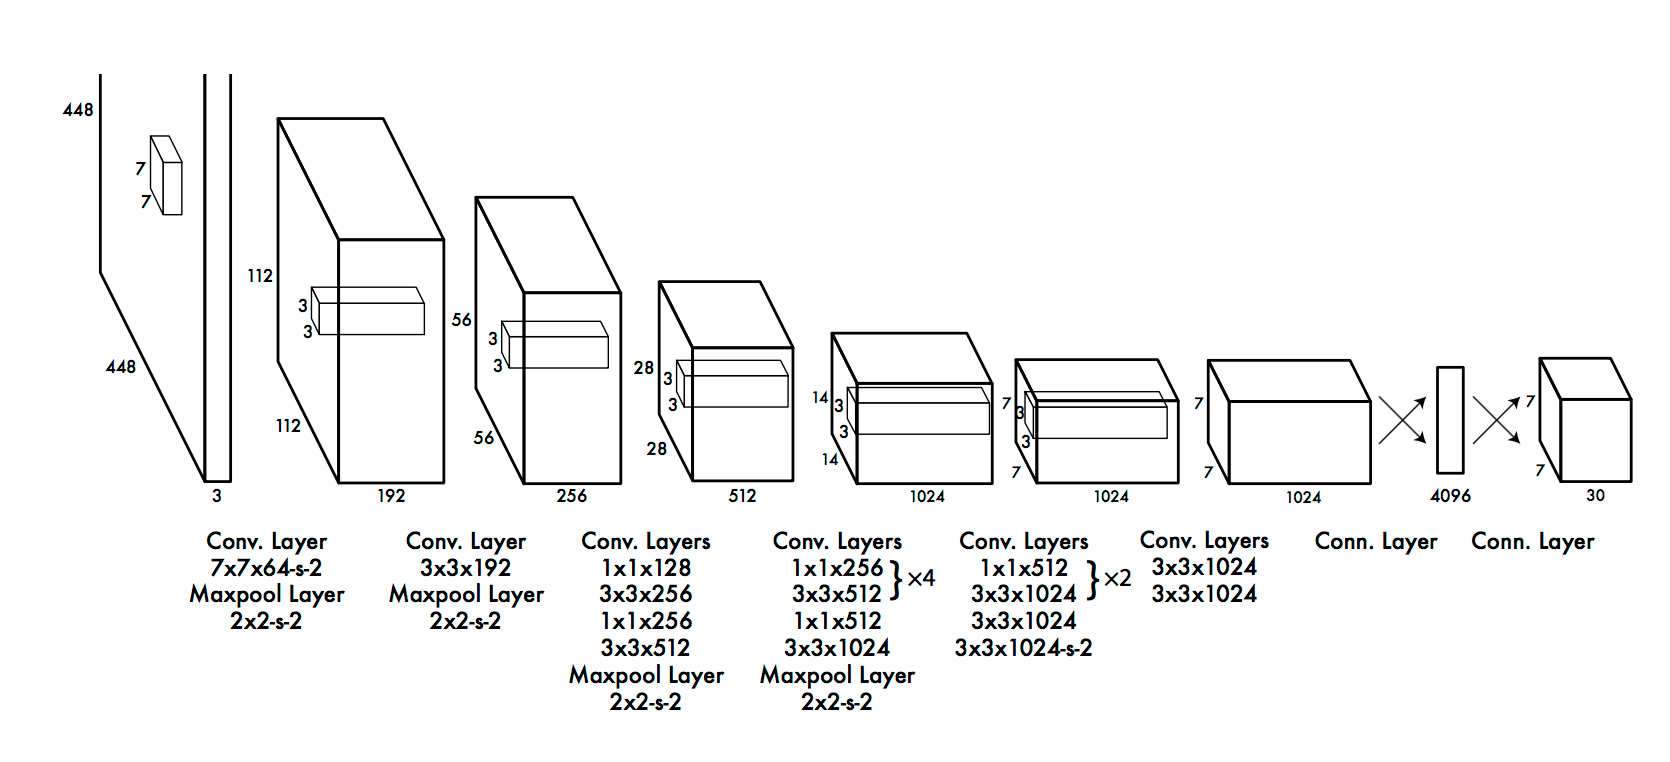 448
7
7
448
3
112
3
3
112
192
56
3
3
56
256
28
3
3
28
512
14
3
3
14
1024
7
3
3
7
1024
7
7
1024
4096
7
7
30
Conv. Layer
7x7x64-s-2
Maxpool Layer
2x2-s-2
Conv. Layer
3x3x192
Maxpool Layer
2x2-s-2
Conv. Layers
1x1x128
3x3x256
1x1x256
3x3x512
Maxpool Layer
2x2-s-2
Conv. Layers
1x1x256
3x3x512
}×4
1x1x512
3x3x1024
Maxpool Layer
2x2-s-2
Conv. Layers
1x1x512
3x3x1024
}×2
3x3x1024
3x3x1024-s-2
Conv. Layers
3x3x1024
3x3x1024
Conn. Layer
Conn. Layer